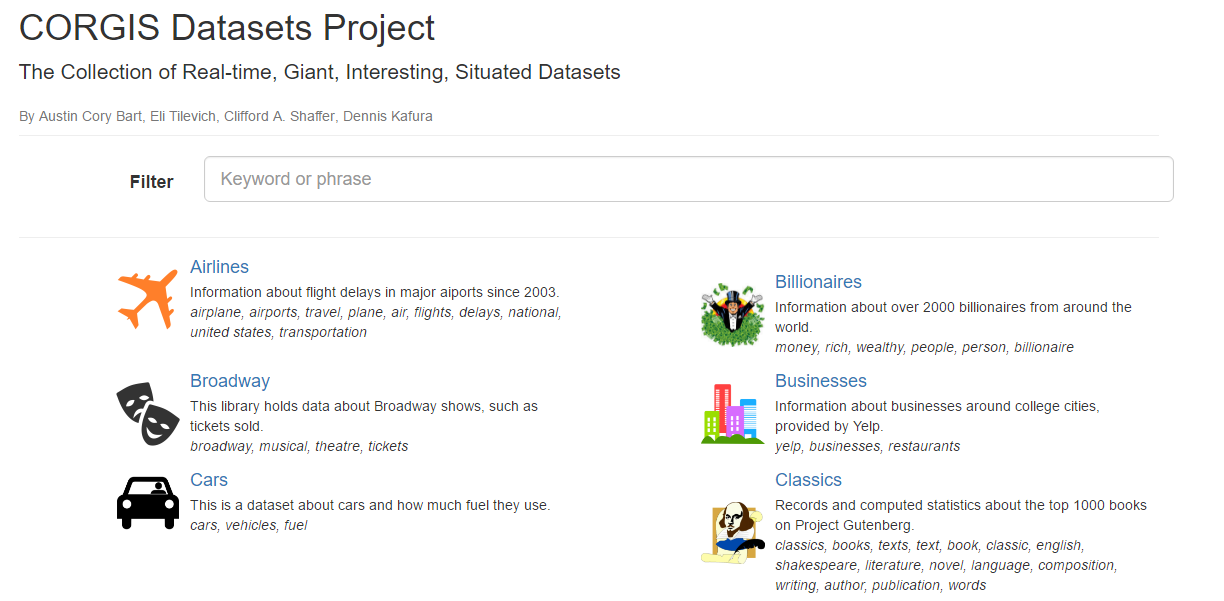 CORGIS Datasets Project
The Collection of Real-time, Giant, Interesting, Situated Datasets
By Austin Cory Bart, Eli Tilevich, Clifford A. Shaffer, Dennis Kafura
Filter
Keyword or phrase
Airlines
Information about flight delays in major aiports since 2003.
airplane, airports, travel, plane, air, flights, delays, national,
united states, transportation
Billionaires
Information about over 2000 billionaires from around the
world.
money, rich, wealthy, people, person, billionaire
Broadway
This library holds data about Broadway shows, such as
tickets sold.
broadway, musical, theatre, tickets
Businesses
Information about businesses around college cities,
provided by Yelp.
yelp, businesses, restaurants
Cars
This is a dataset about cars and how much fuel they use.
cars, vehicles, fuel
Classics
Records and computed statistics about the top 1000 books
on Project Gutenberg.
classics, books, texts, text, book, classic, english,
shakespeare, literature, novel, language, composition,
writing, author, publication, words